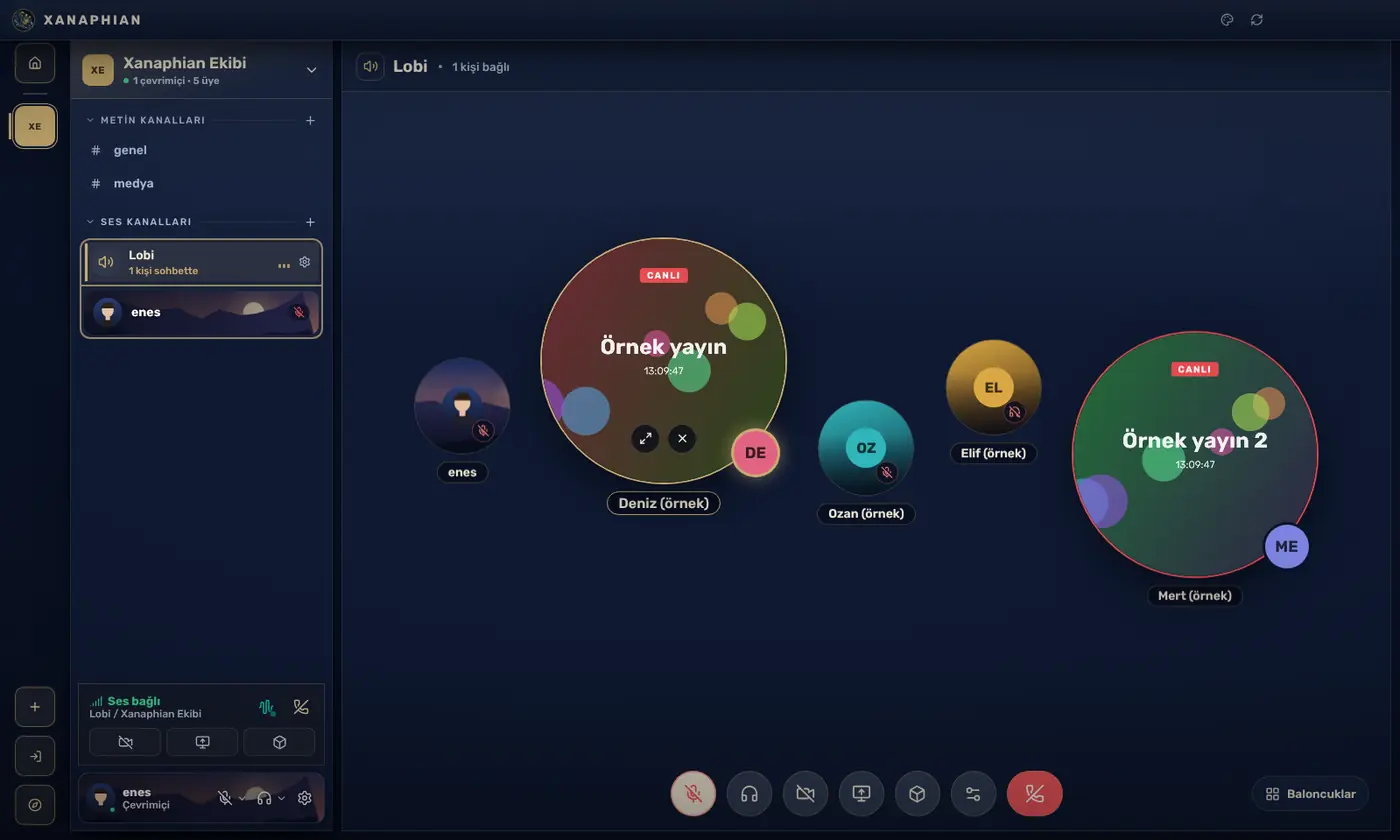 XANAPHIAN
XE
Xanaphian Ekibi
1 çevrimiçi • 5 üye
XE
METİN KANALLARI
# genel
# medya
SES KANALLARI
Lobi
1 kişi sohbette
enes
Ses bağlı
Lobi / Xanaphian Ekibi
enes
Çevrimiçi
Lobi • 1 kişi bağlı
enes
CANLI
Örnek yayın
13:09:47
DE
Deniz (örnek)
OZ
Ozan (örnek)
EL
Elif (örnek)
CANLI
Örnek yayın 2
13:09:47
ME
Mert (örnek)
Baloncuklar